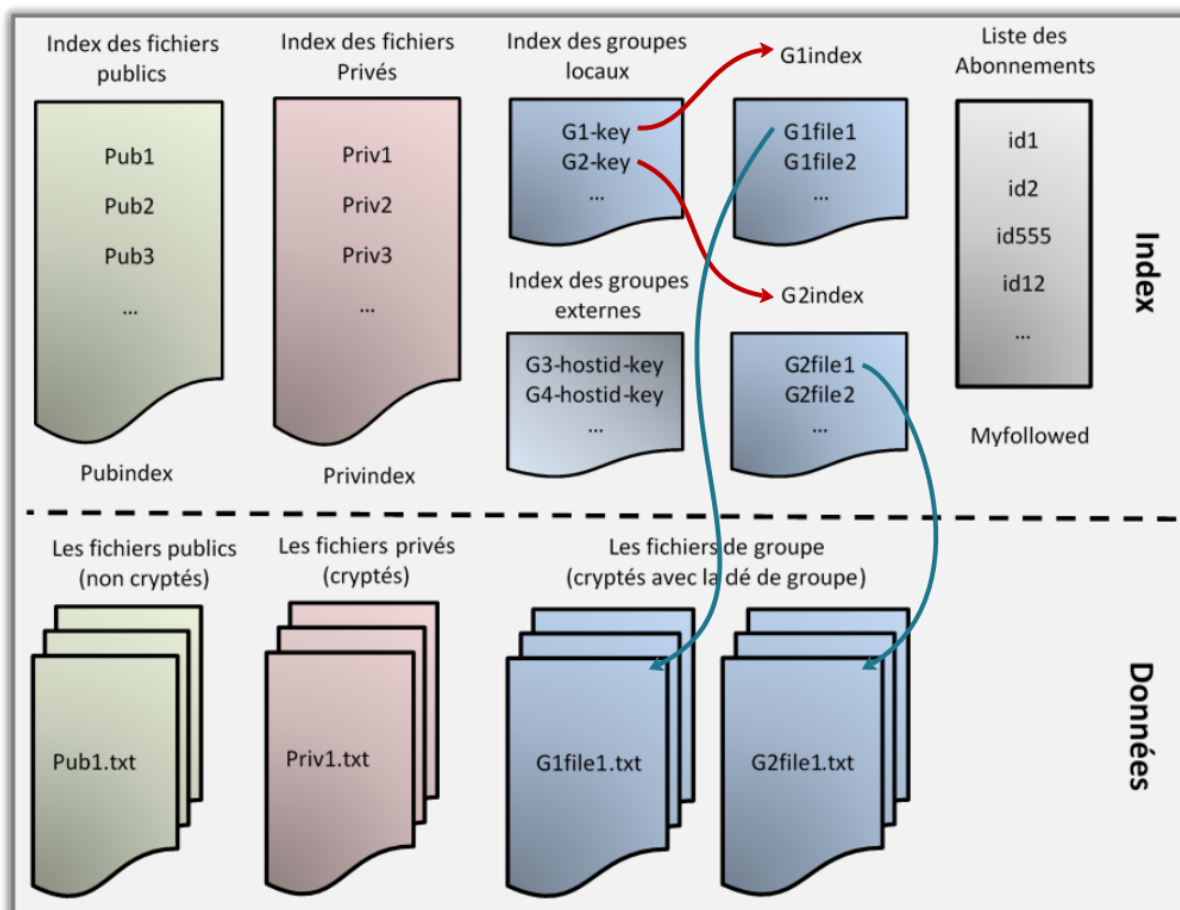 Index des fichiers
publics
Pub1
Pub2
Pub3
...
Pubindex
Index des fichiers
Privés
Priv1
Priv2
Priv3
...
Privindex
Index des groupes
locaux
G1-key
G2-key
...
G1index
G1file1
G1file2
...
Index des groupes
externes
G3-hostid-key
G4-hostid-key
...
G2index
G2file1
G2file2
...
Liste des
Abonnements
id1
id2
id555
id12
...
Myfollowed
Index
Les fichiers publics
(non cryptés)
Pub1.txt
Les fichiers privés
(cryptés)
Priv1.txt
Les fichiers de groupe
(cryptés avec la dé de groupe)
G1file1.txt
G2file1.txt
Données